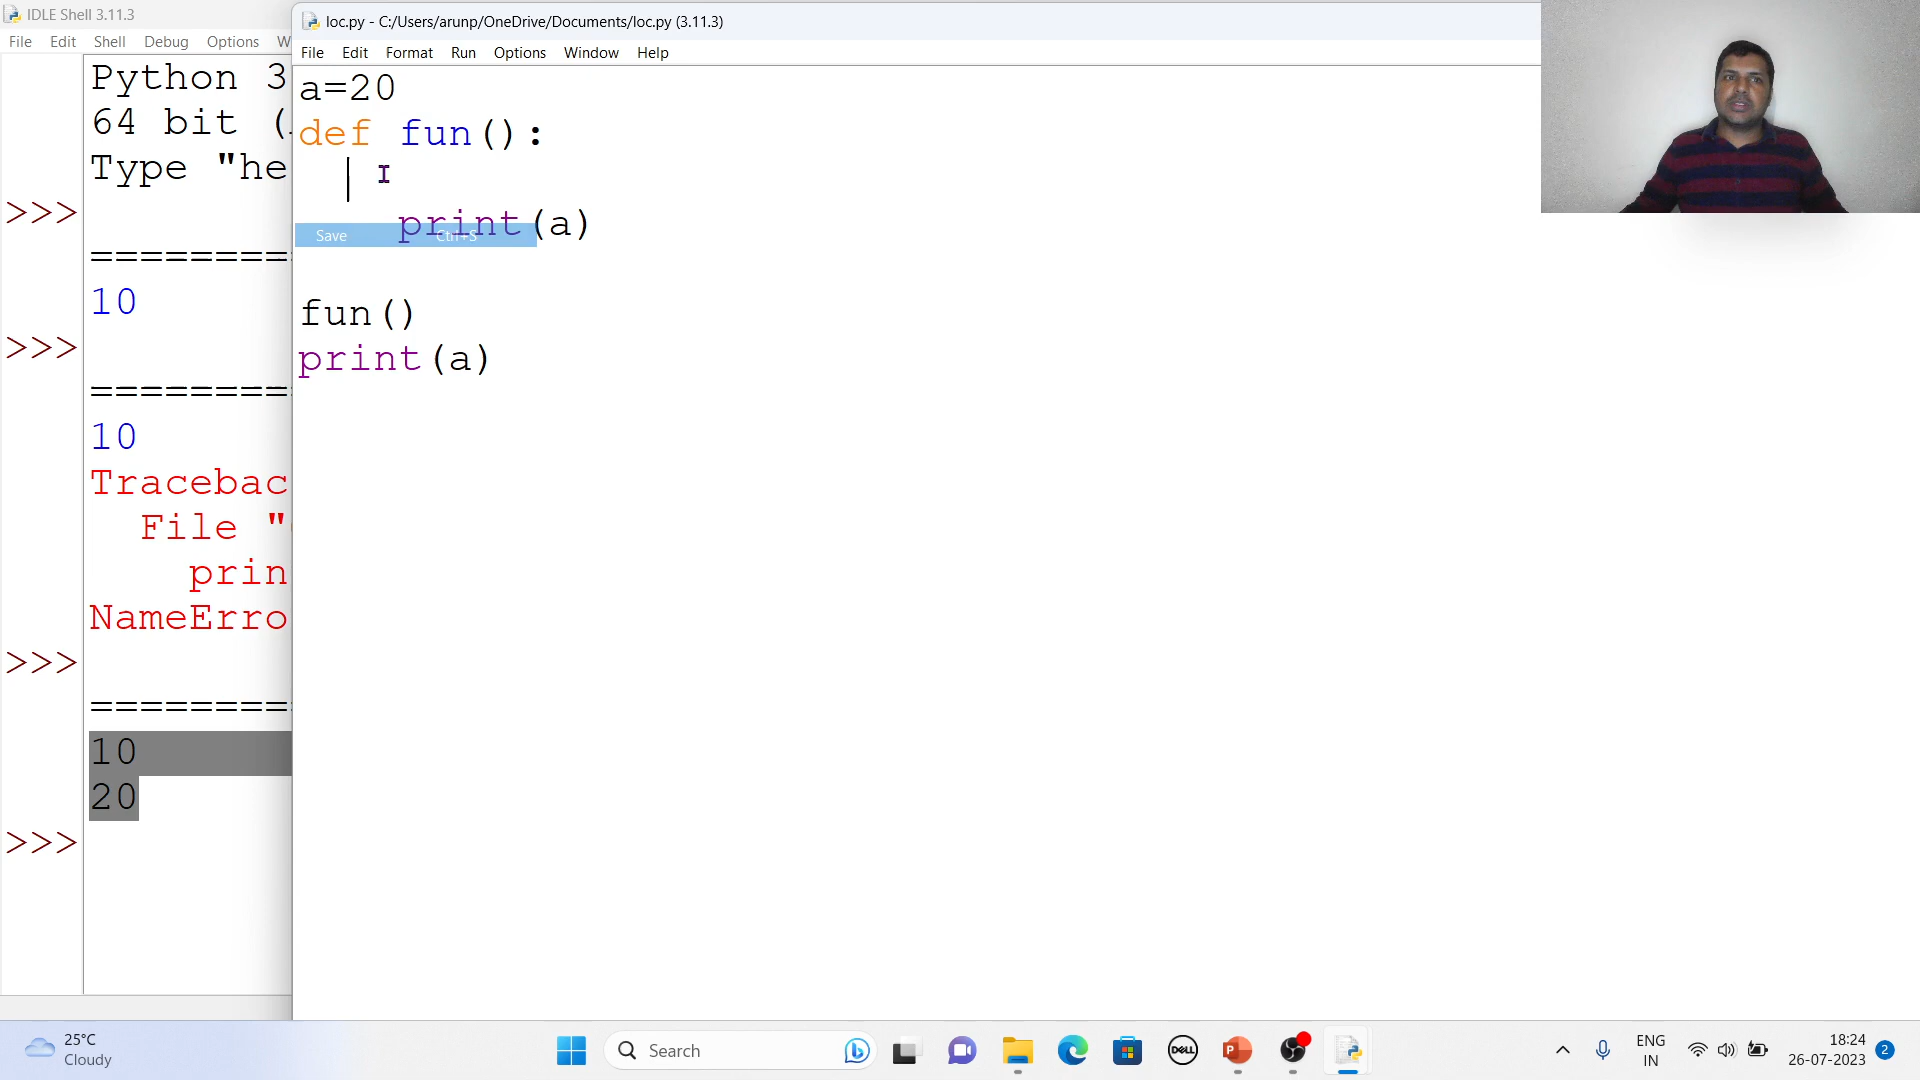 IDLE Shell 3.11.3
File Edit Shell Debug Options W
Python 3
64 bit (
Type "he
>>>
=========
10
>>>
=========
10
Tracebac
File "
prin
NameErro
>>>
=========
10
20
>>>
loc.py - C:/Users/arunp/OneDrive/Documents/loc.py (3.11.3)
File Edit Format Run Options Window Help
a=20
def fun():
print(a)
Save Ctrl+S
fun()
print(a)
25°C
Cloudy
Search
DELL
ENG
IN
18:24
26-07-2023
2